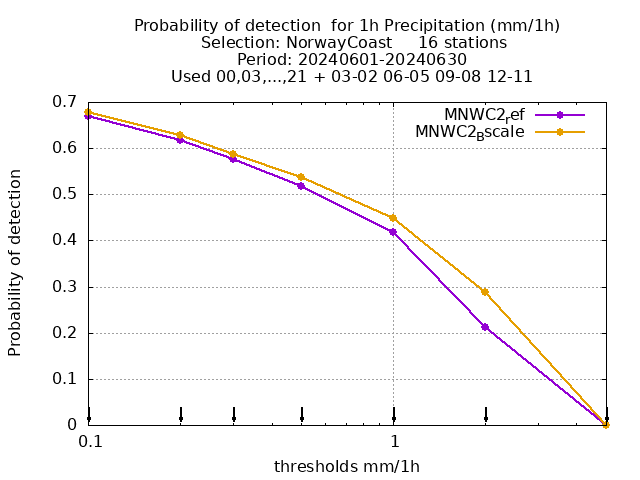 Probability of detection  for 1h Precipitation (mm/1h)
Selection: NorwayCoast     16 stations
Period: 20240601-20240630
Used 00,03,...,21 + 03-02 06-05 09-08 12-11
MNWC2_ref
MNWC2_Bscale
0.7
0.6
0.5
0.4
0.3
0.2
0.1
0
Probability of detection
0.1
1
thresholds mm/1h